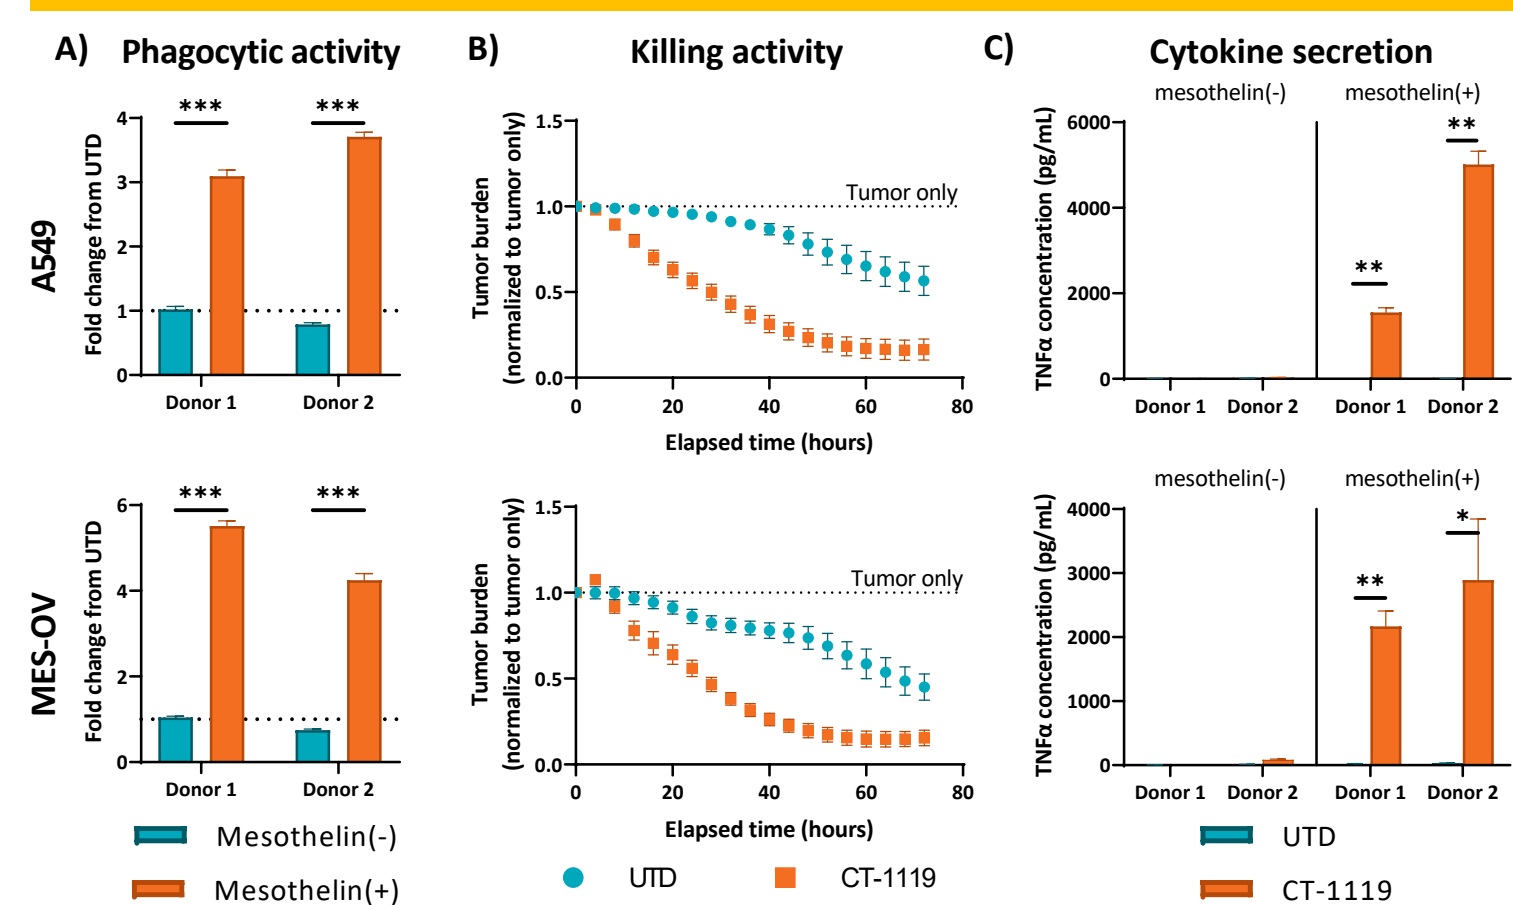 A) Phagocytic activity
B) Killing activity
C) Cytokine secretion
A549
Fold change from UTD
4
3
2
1
0
***
***
Donor 1
Donor 2
Tumor burden
(normalized to tumor only)
1.5
1.0
0.5
0.0
Tumor only
0
20
40
60
80
Elapsed time (hours)
mesothelin(-)
mesothelin(+)
TNFα concentration (pg/mL)
6000
4000
2000
0
**
**
Donor 1
Donor 2
Donor 1
Donor 2
MES-OV
Fold change from UTD
6
4
2
0
***
***
Donor 1
Donor 2
Mesothelin(-)
Mesothelin(+)
Tumor burden
(normalized to tumor only)
1.5
1.0
0.5
0.0
Tumor only
0
20
40
60
80
Elapsed time (hours)
UTD
CT-1119
mesothelin(-)
mesothelin(+)
TNFα concentration (pg/mL)
4000
3000
2000
1000
0
**
*
Donor 1
Donor 2
Donor 1
Donor 2
UTD
CT-1119